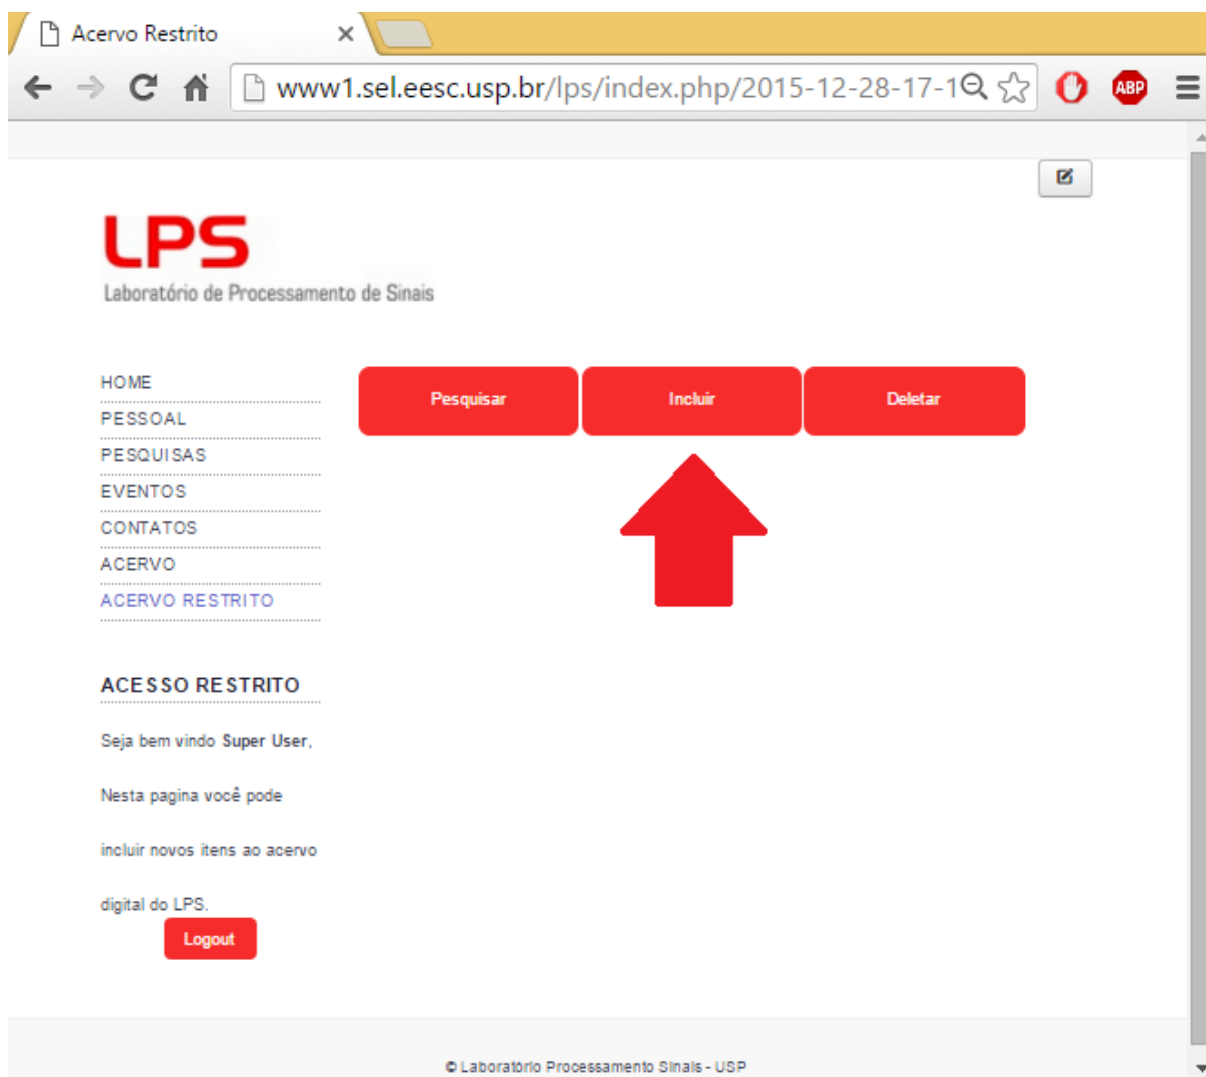 Acervo Restrito
www1.sel.eesc.usp.br/lps/index.php/2015-12-28-17-1
ABP
LPS
Laboratório de Processamento de Sinais
HOME
PESSOAL
PESQUISAS
EVENTOS
CONTATOS
ACERVO
ACERVO RESTRITO
Pesquisar Incluir Deletar
ACESSO RESTRITO
Seja bem vindo Super User,
Nesta pagina você pode
incluir novos itens ao acervo
digital do LPS.
Logout
© Laboratório Processamento Sinais - USP